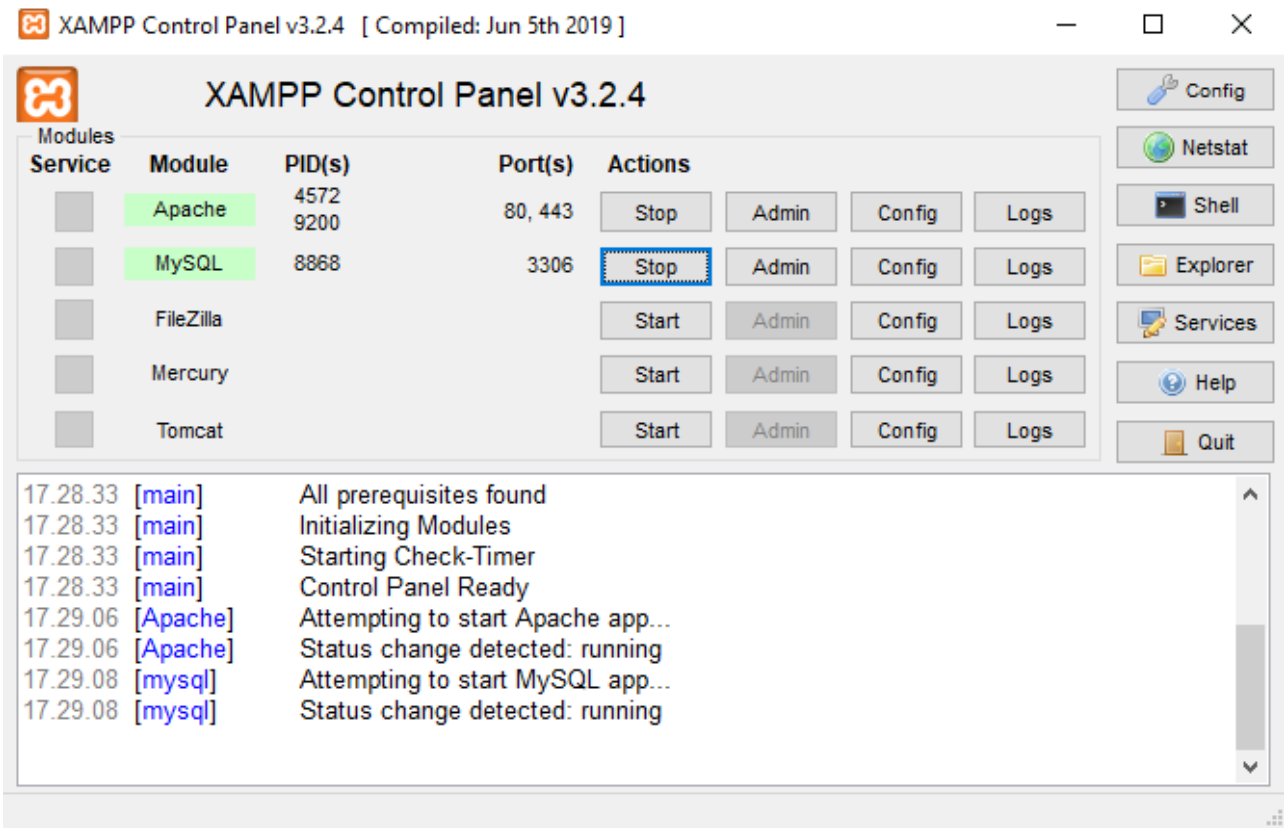 XAMPP Control Panel v3.2.4 [ Compiled: Jun 5th 2019 ]
XAMPP Control Panel v3.2.4
Config
Modules
Service Module PID(s) Port(s) Actions
Netstat
Apache 4572 9200 80, 443 Stop Admin Config Logs
Shell
MySQL 8868 3306 Stop Admin Config Logs
Explorer
FileZilla Start Admin Config Logs
Services
Mercury Start Admin Config Logs
Help
Tomcat Start Admin Config Logs
Quit
17.28.33 [main] All prerequisites found
17.28.33 [main] Initializing Modules
17.28.33 [main] Starting Check-Timer
17.28.33 [main] Control Panel Ready
17.29.06 [Apache] Attempting to start Apache app...
17.29.06 [Apache] Status change detected: running
17.29.08 [mysql] Attempting to start MySQL app...
17.29.08 [mysql] Status change detected: running